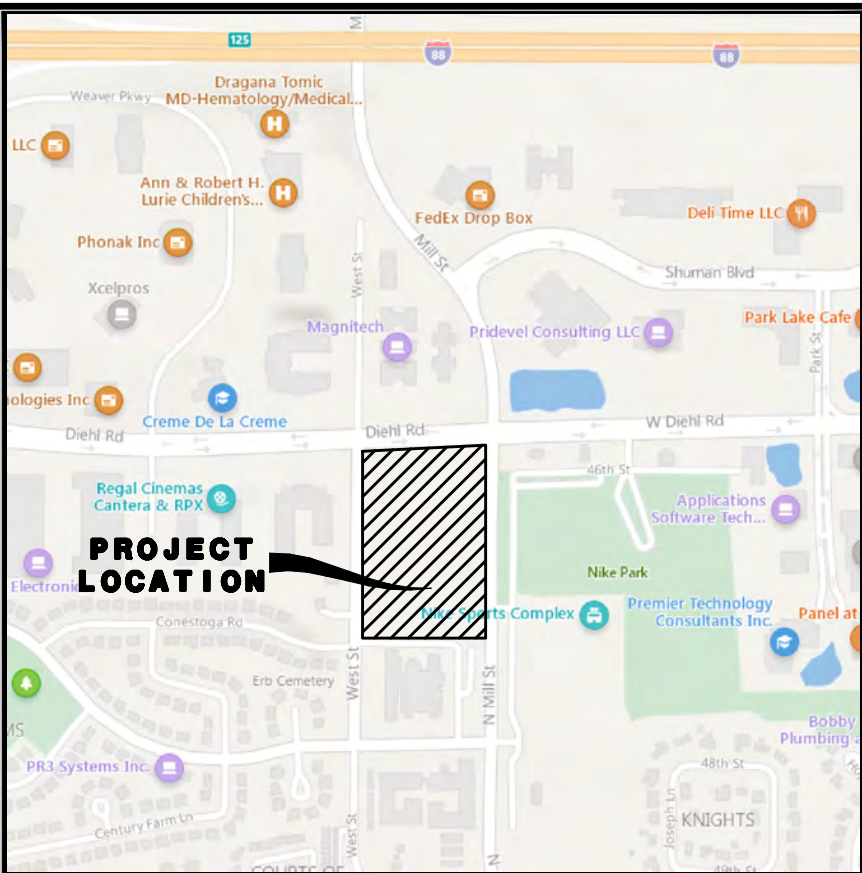 M
125
88
88
Weaver Pkwy
Dragana Tomic
MD-Hematology/Medical...
LLC
Ann & Robert H.
Lurie Children's...
FedEx Drop Box
Deli Time LLC
Phonak Inc
Mill St
West St
Shuman Blvd
Xcelpros
Magnitech
Pridevel Consulting LLC
Park Lake Cafe
Park St
ologies Inc
Creme De La Creme
Diehl Rd
Diehl Rd
W Diehl Rd
46th St
Regal Cinemas
Cantera & RPX
Applications
Software Tech...
PROJECT
LOCATION
Electronic
Nike Park
Nike Sports Complex
Premier Technology
Consultants Inc.
Panel at
Conestoga Rd
West St
N Mill St
Erb Cemetery
MS
Bobby
Plumbing a
PR3 Systems Inc.
48th St
Joseph Ln
KNIGHTS
Century Farm Ln
West St
N
COURTS OF
49th St